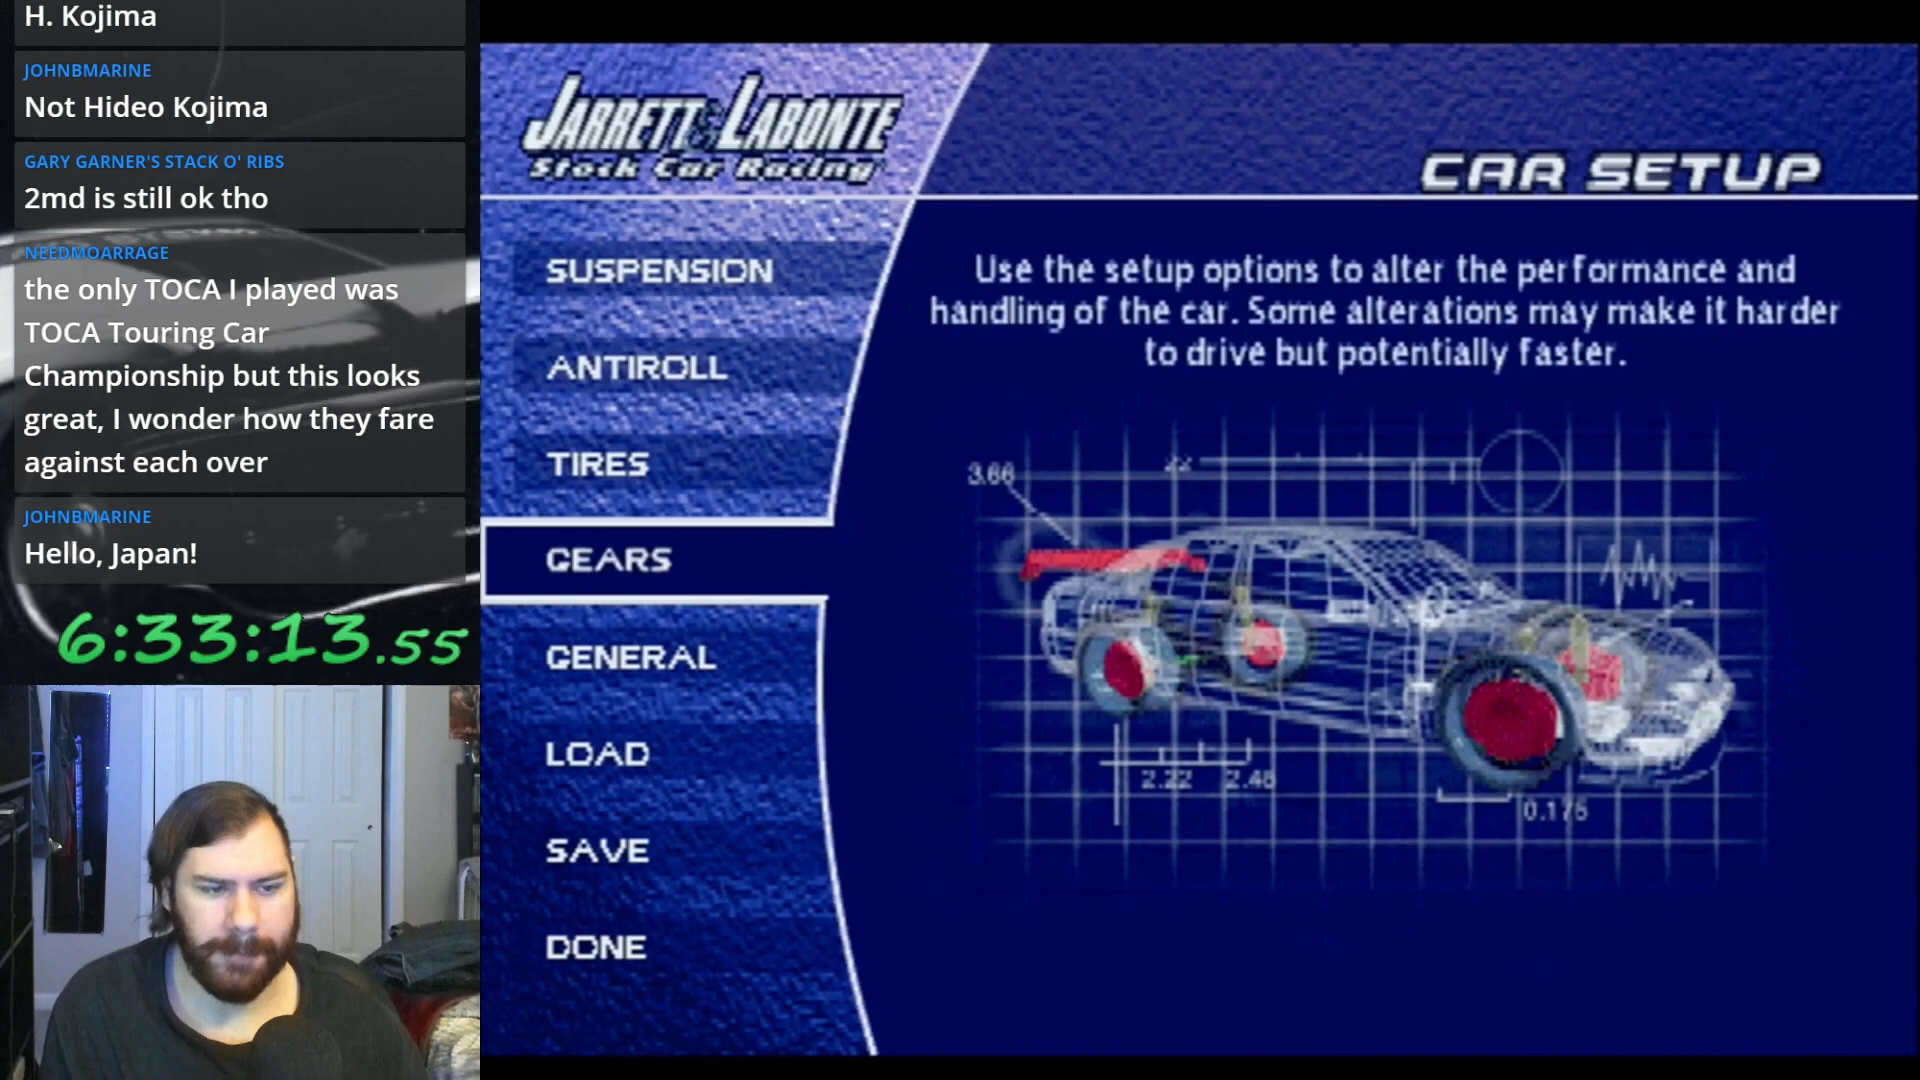 H. Kojima
JOHNBMARINE
Not Hideo Kojima
GARY GARNER'S STACK O' RIBS
2md is still ok tho
NEEDMOARRAGE
the only TOCA I played was
TOCA Touring Car
Championship but this looks
great, I wonder how they fare
against each over
JOHNBMARINE
Hello, Japan!
6:33:13.55
JARRETT & LABONTE
Stock Car Racing
CAR SETUP
SUSPENSION
ANTIROLL
TIRES
GEARS
GENERAL
LOAD
SAVE
DONE
Use the setup options to alter the performance and
handling of the car. Some alterations may make it harder
to drive but potentially faster.
3.66
22
2.22 2.46
0.176